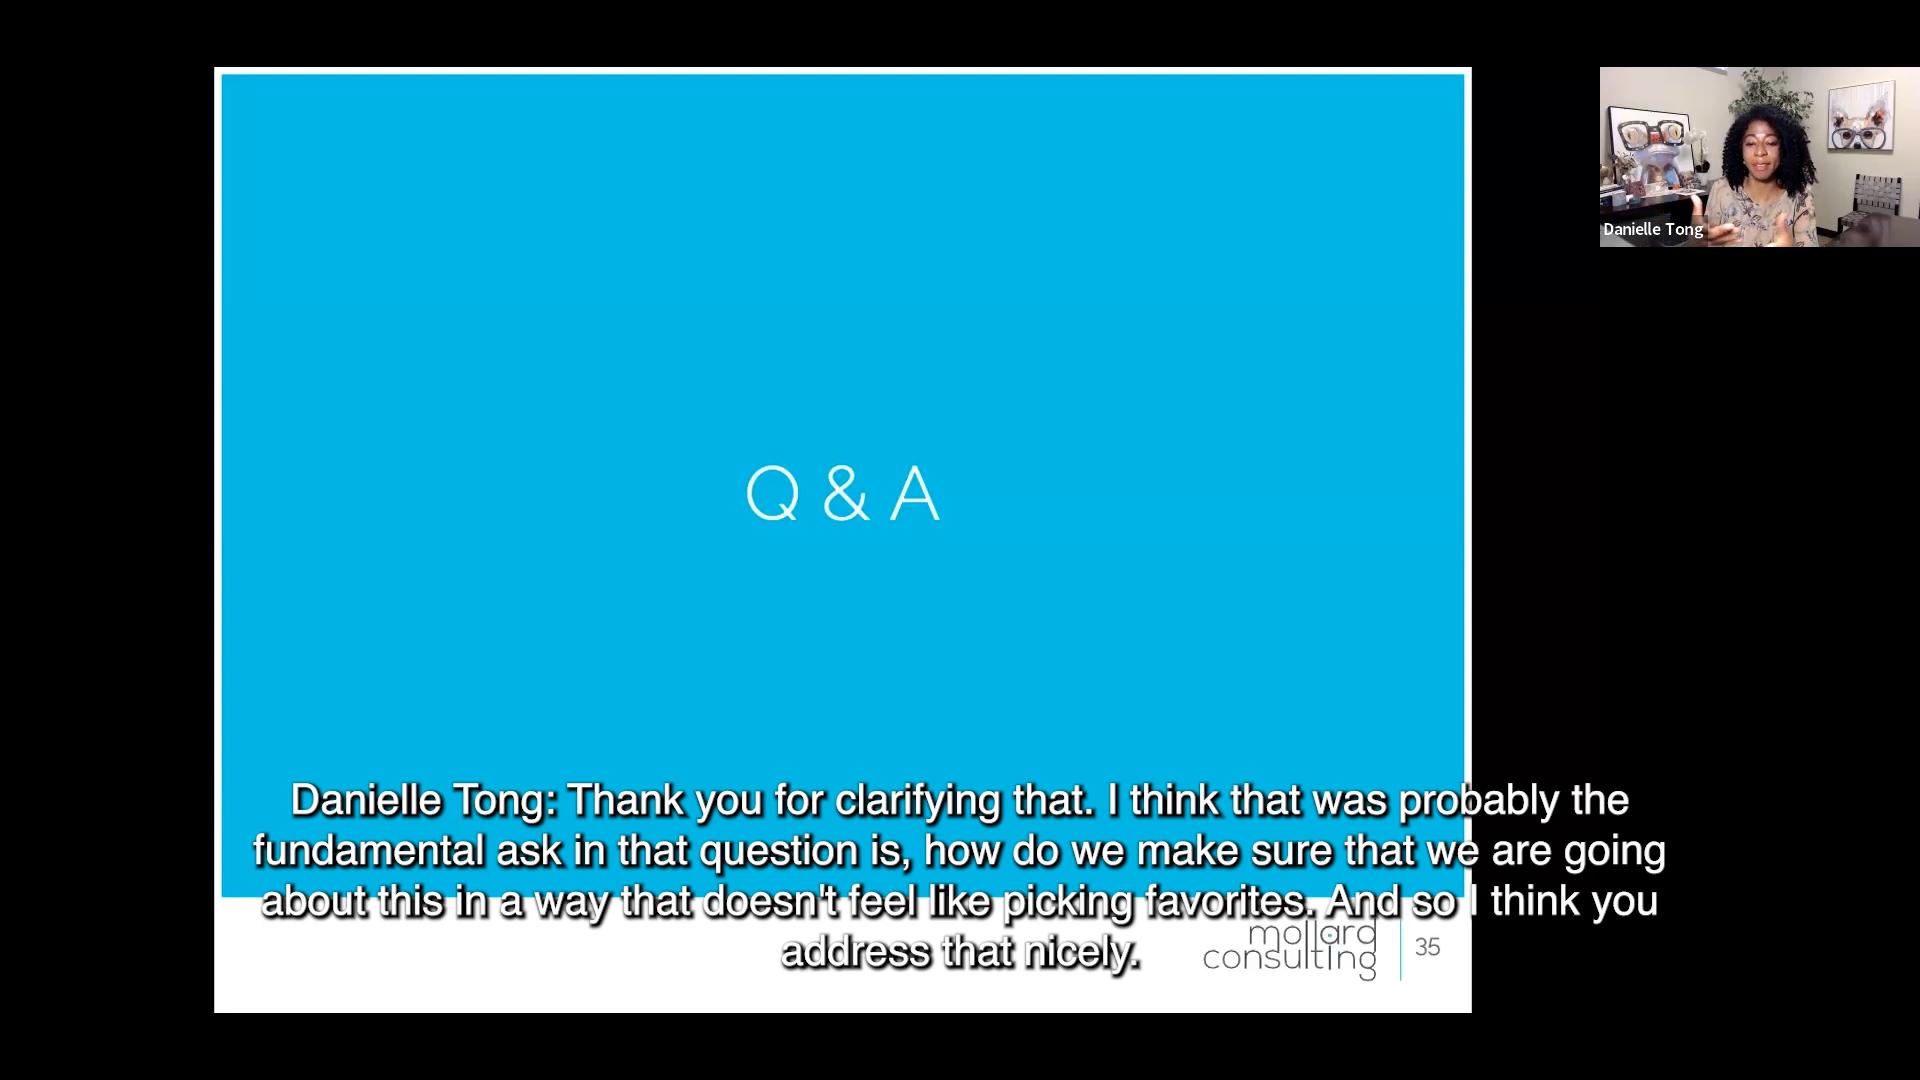 Danielle Tong
Q & A
Danielle Tong: Thank you for clarifying that. I think that was probably the
fundamental ask in that question is, how do we make sure that we are going
about this in a way that doesn't feel like picking favorites. And so I think you
address that nicely.
mollard
consulting
35